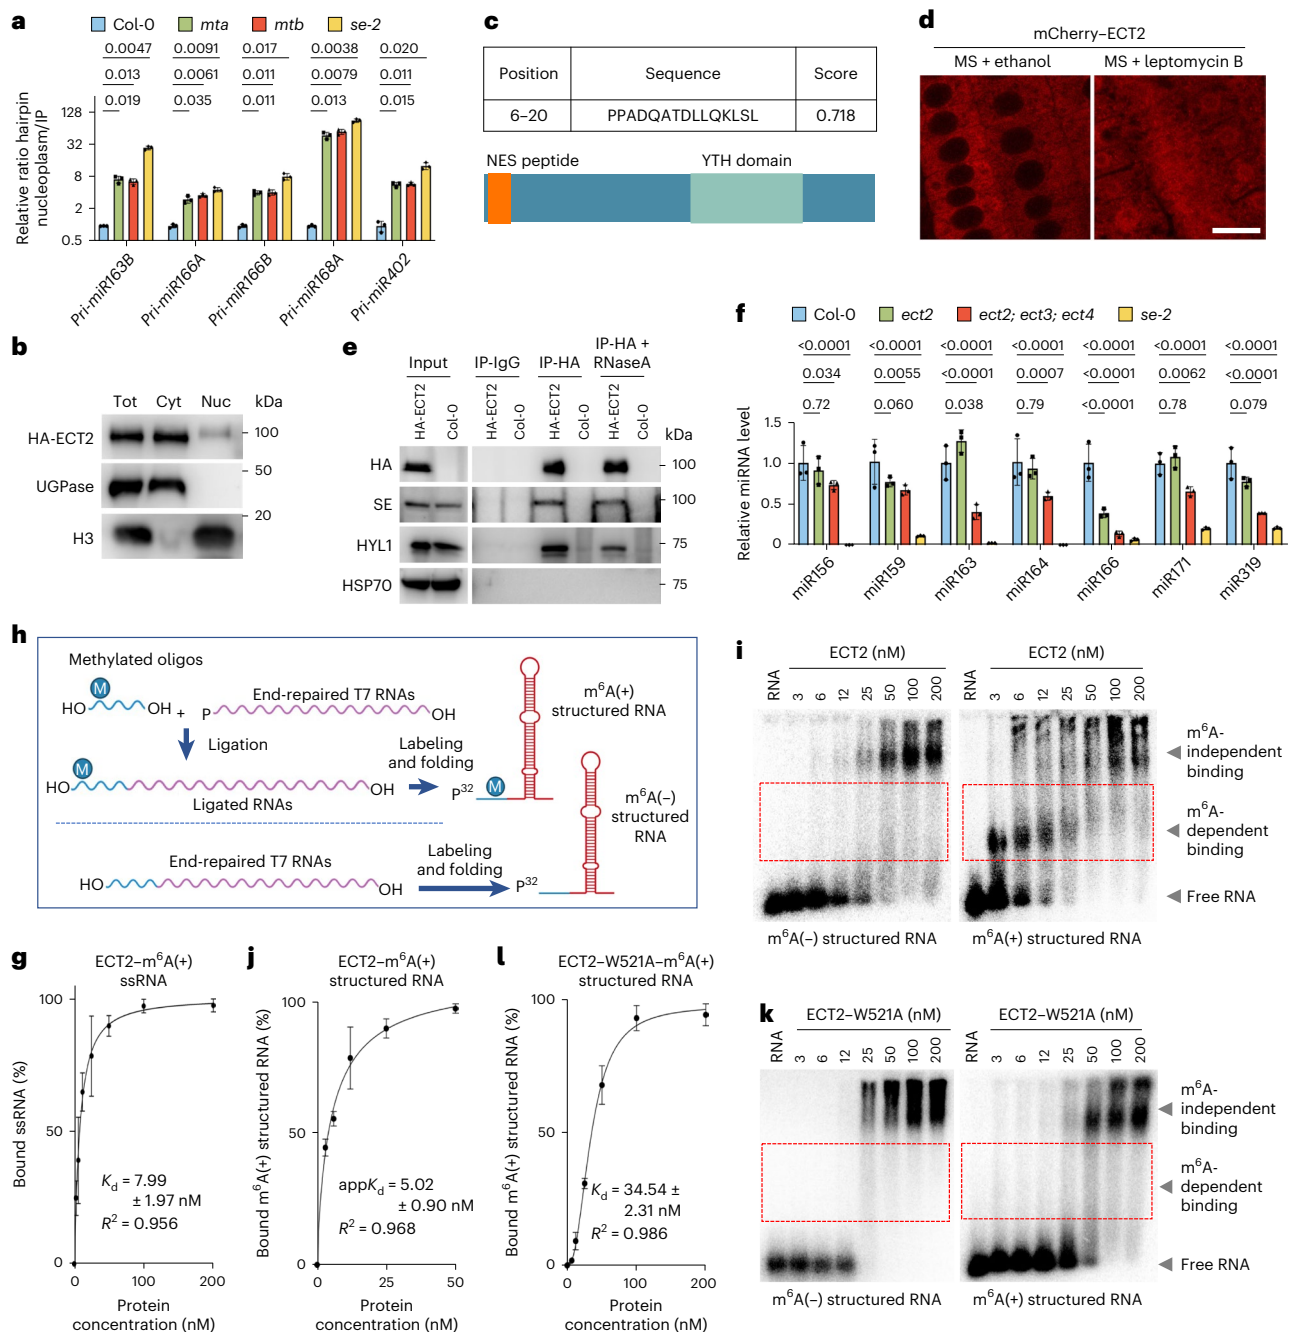 a
Col-0 mta mtb se-2
0.0047 0.0091 0.017 0.0038 0.020
0.013 0.0061 0.011 0.0079 0.011
0.019 0.035 0.011 0.013 0.015
Relative ratio hairpin
nucleoplasm/IP
128
32
8
2
0.5
Pri-miR163B
Pri-miR166A
Pri-miR166B
Pri-miR168A
Pri-miR402
b
Tot Cyt Nuc kDa
HA-ECT2
100
50
UGPase
20
H3
c
Position Sequence Score
6–20 PPADQATDLLQKLSL 0.718
NES peptide YTH domain
d
mCherry–ECT2
MS + ethanol MS + leptomycin B
e
Input IP-IgG IP-HA IP-HA +
RNaseA
HA-ECT2 Col-0 HA-ECT2 Col-0 HA-ECT2 Col-0 HA-ECT2 Col-0
kDa
HA 100
SE 100
HYL1 75
HSP70 75
f
Col-0 ect2 ect2; ect3; ect4 se-2
<0.0001 <0.0001 <0.0001 <0.0001 <0.0001 <0.0001 <0.0001
0.034 0.0055 <0.0001 0.0007 <0.0001 0.0062 <0.0001
0.72 0.060 0.038 0.79 <0.0001 0.78 0.079
Relative miRNA level
1.5
1.0
0.5
0
miR156
miR159
miR163
miR164
miR166
miR171
miR319
h
Methylated oligos
M
HO OH + P End-repaired T7 RNAs OH
Ligation
M
HO OH
Ligated RNAs
Labeling
and folding
P32 M
m6A(+)
structured RNA
m6A(−)
structured RNA
End-repaired T7 RNAs
HO OH
Labeling
and folding
P32
i
ECT2 (nM) ECT2 (nM)
RNA 3 6 12 25 50 100 200 RNA 3 6 12 25 50 100 200
m6A-
independent
binding
m6A-
dependent
binding
Free RNA
m6A(−) structured RNA m6A(+) structured RNA
g
ECT2–m6A(+)
ssRNA
Bound ssRNA (%)
100
50
0
Kd = 7.99
± 1.97 nM
R2 = 0.956
0 100 200
Protein
concentration (nM)
j
ECT2–m6A(+)
structured RNA
Bound m6A(+) structured RNA (%)
100
50
0
appKd = 5.02
± 0.90 nM
R2 = 0.968
0 25 50
Protein
concentration (nM)
l
ECT2–W521A–m6A(+)
structured RNA
Bound m6A(+) structured RNA (%)
100
50
0
Kd = 34.54 ±
2.31 nM
R2 = 0.986
0 100 200
Protein
concentration (nM)
k
ECT2–W521A (nM) ECT2–W521A (nM)
RNA 3 6 12 25 50 100 200 RNA 3 6 12 25 50 100 200
m6A-
independent
binding
m6A-
dependent
binding
Free RNA
m6A(−) structured RNA m6A(+) structured RNA